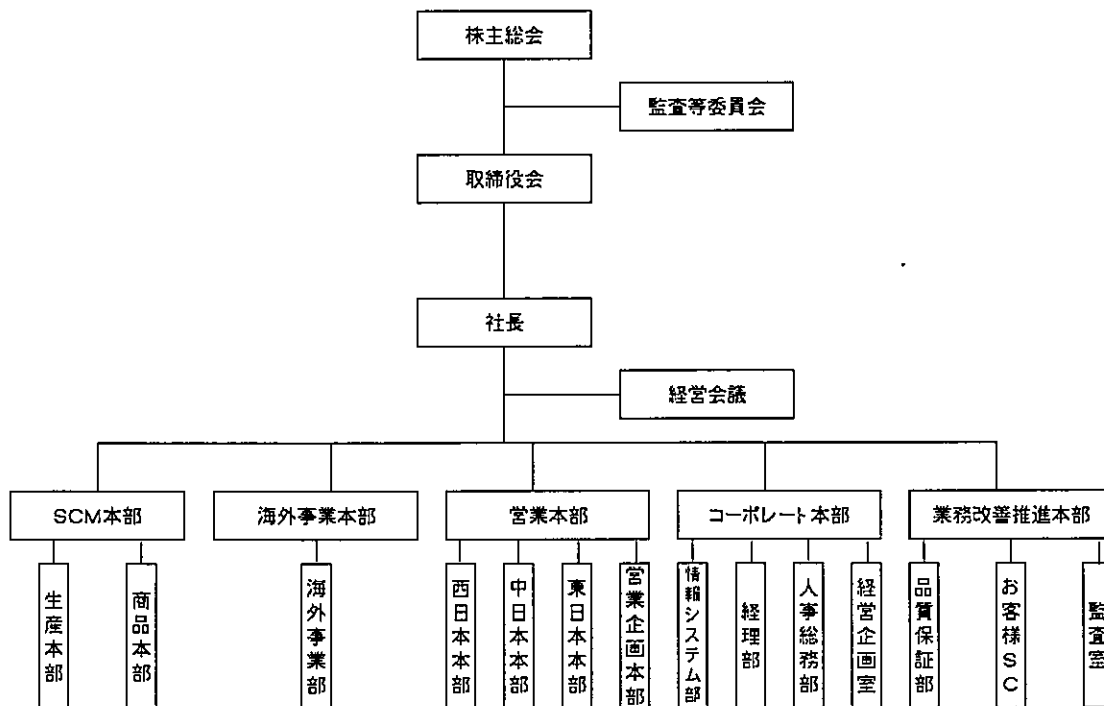 株主総会
監査等委員会
取締役会
社長
経営会議
SCM本部
海外事業本部
営業本部
コーポレート本部
業務改善推進本部
生産本部
商品本部
海外事業部
西日本本部
中日本本部
東日本本部
営業企画本部
情報システム部
経理部
人事総務部
経営企画室
品質保証部
お客様SC
監査室